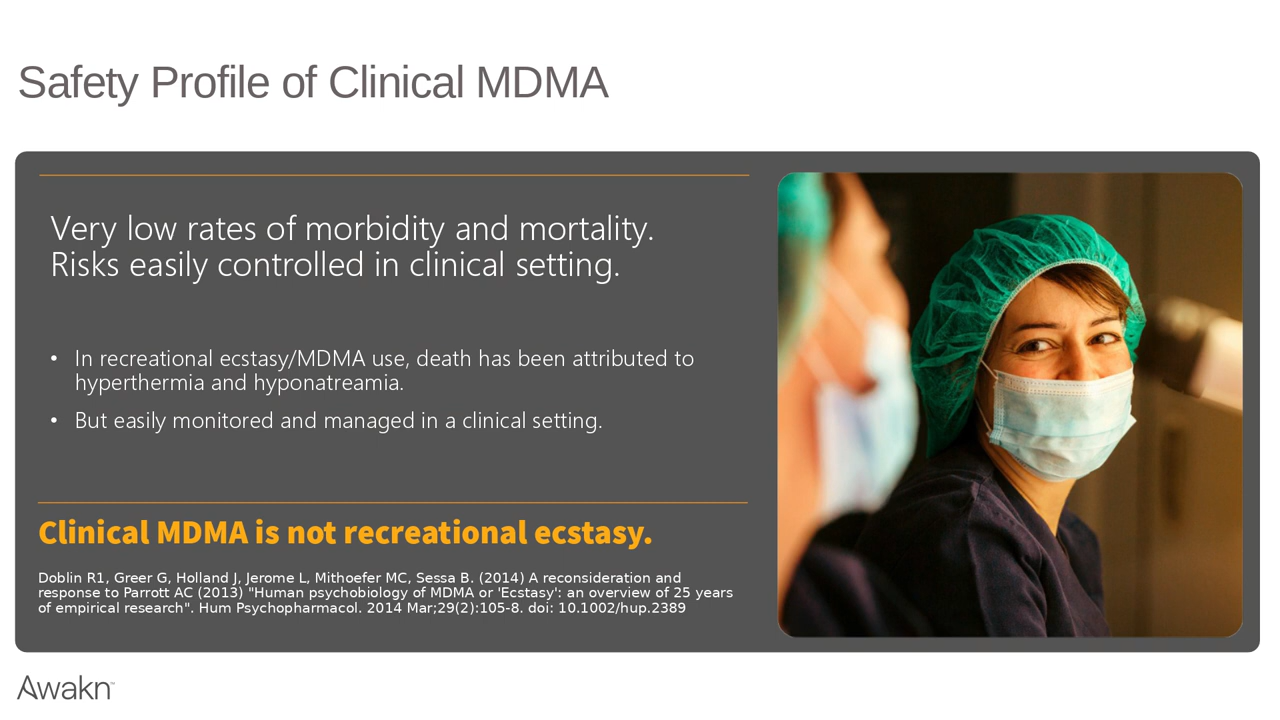 Safety Profile of Clinical MDMA
Very low rates of morbidity and mortality.
Risks easily controlled in clinical setting.
• In recreational ecstasy/MDMA use, death has been attributed to
hyperthermia and hyponatreamia.
• But easily monitored and managed in a clinical setting.
Clinical MDMA is not recreational ecstasy.
Doblin R1, Greer G, Holland J, Jerome L, Mithoefer MC, Sessa B. (2014) A reconsideration and
response to Parrott AC (2013) "Human psychobiology of MDMA or 'Ecstasy': an overview of 25 years
of empirical research". Hum Psychopharmacol. 2014 Mar;29(2):105-8. doi: 10.1002/hup.2389
Awakn™